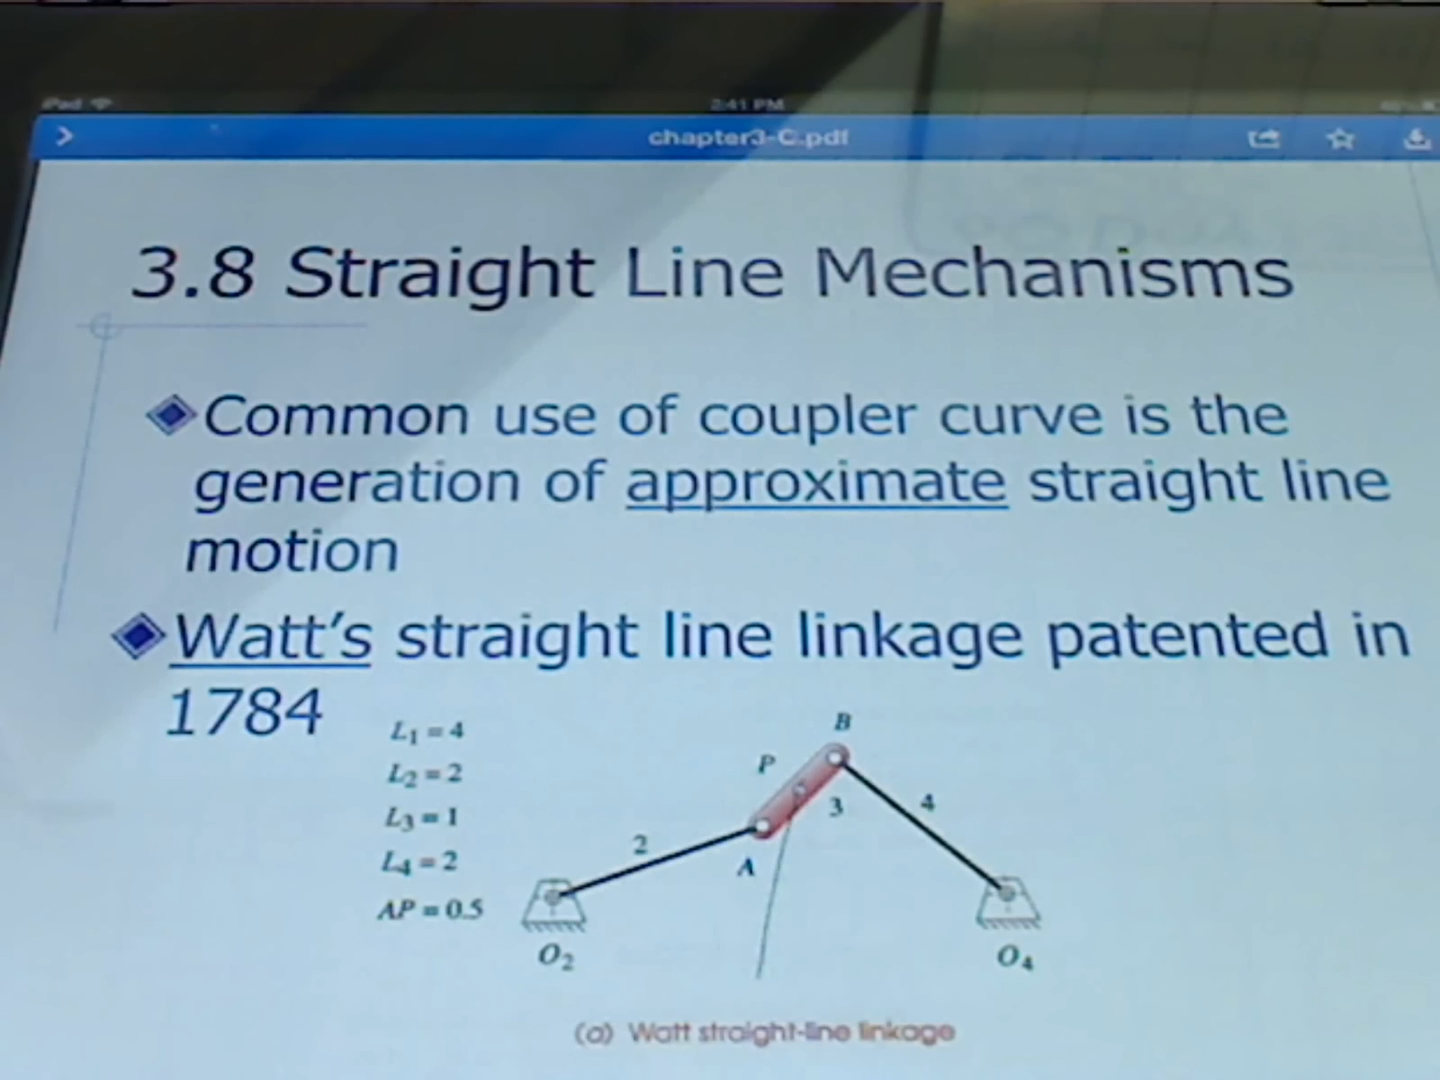 iPad
2:41 PM
chapter3-C.pdf
3.8 Straight Line Mechanisms
Common use of coupler curve is the
generation of approximate straight line
motion
Watt's straight line linkage patented in
1784
L1 = 4
L2 = 2
L3 = 1
L4 = 2
AP = 0.5
B
P
3
4
2
A
O2
O4
(a) Watt straight-line linkage